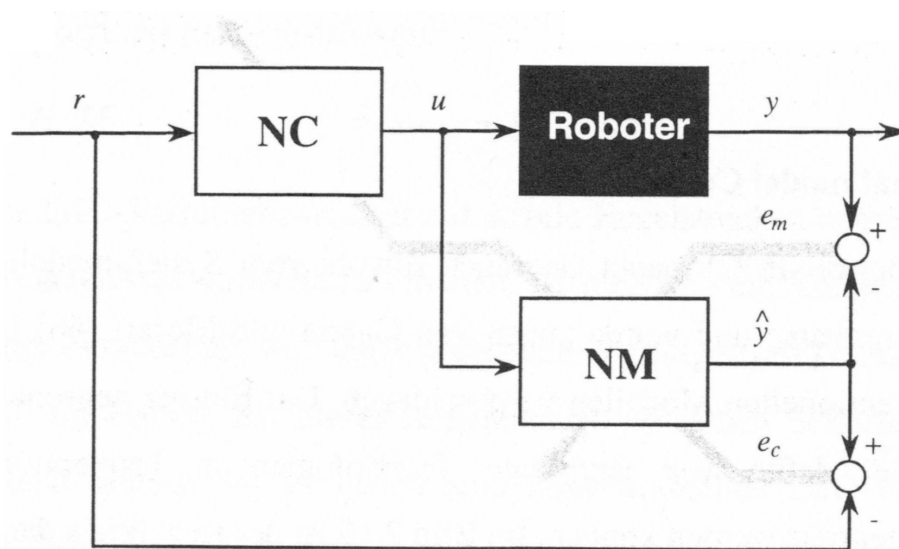 r
NC
u
Roboter
y
e_m
+
-
NM
ŷ
e_c
+
-